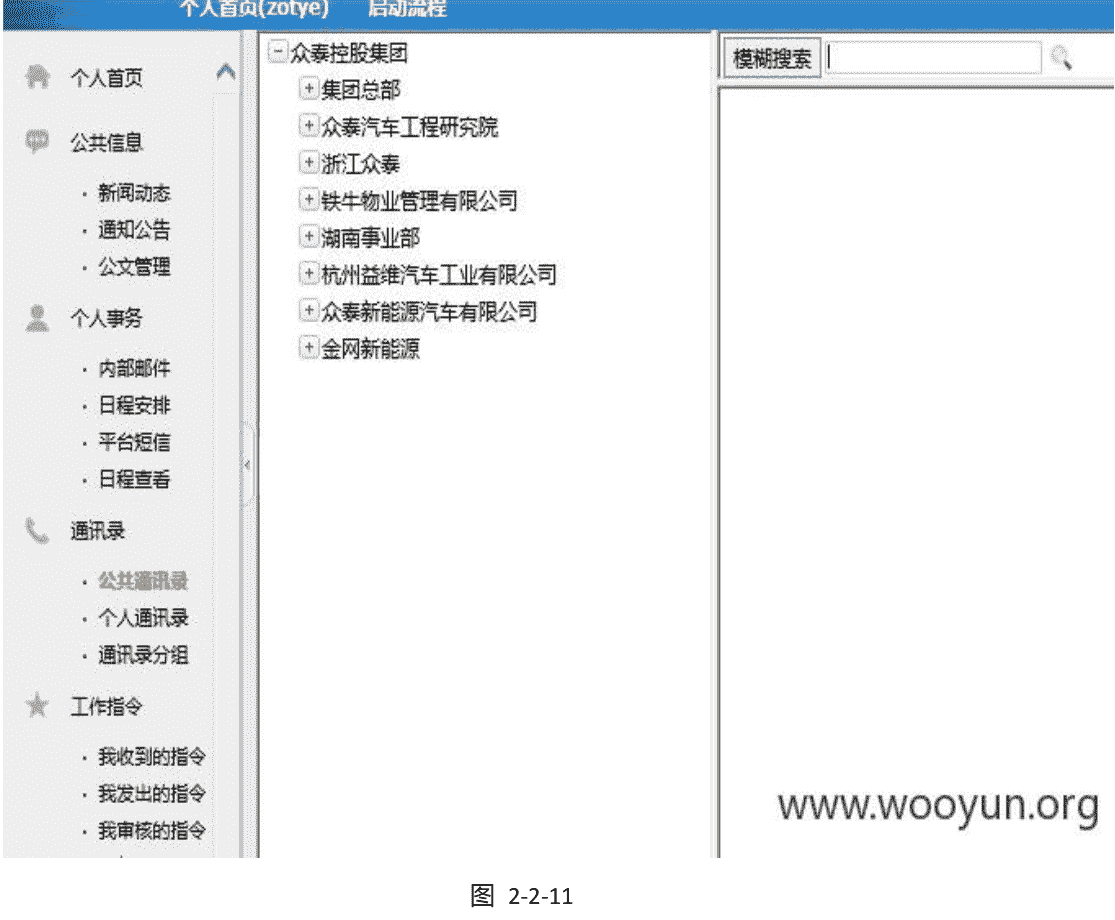 个人首页(zotye) 启动流程
个人首页
公共信息
· 新闻动态
· 通知公告
· 公文管理
个人事务
· 内部邮件
· 日程安排
· 平台短信
· 日程查看
通讯录
· 公共通讯录
· 个人通讯录
· 通讯录分组
工作指令
· 我收到的指令
· 我发出的指令
· 我审核的指令
众泰控股集团
集团总部
众泰汽车工程研究院
浙江众泰
铁牛物业管理有限公司
湖南事业部
杭州益维汽车工业有限公司
众泰新能源汽车有限公司
金网新能源
模糊搜索
www.wooyun.org
图 2-2-11